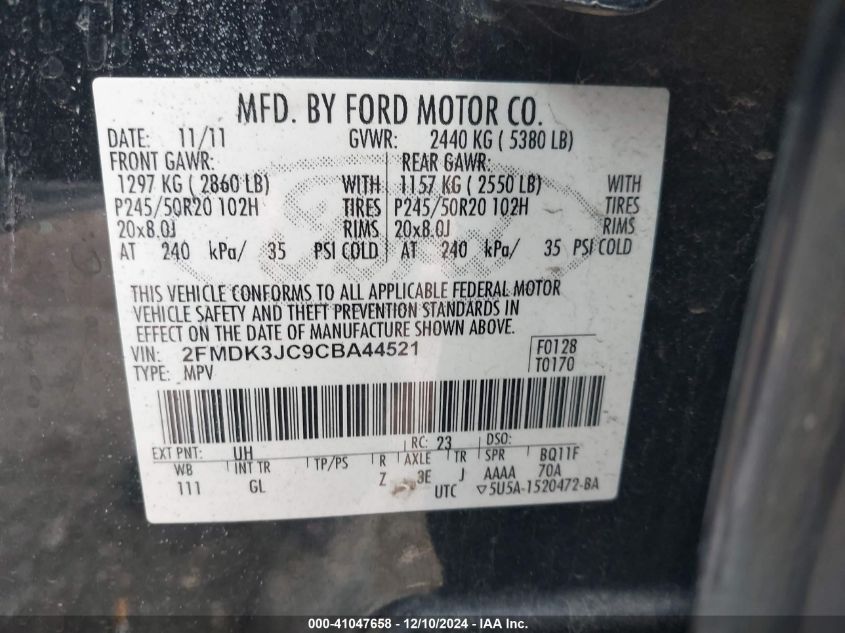 MFD. BY FORD MOTOR CO.
DATE: 11/11 GVWR: 2440 KG ( 5380 LB)
FRONT GAWR: REAR GAWR:
1297 KG ( 2860 LB) WITH 1157 KG ( 2550 LB) WITH
P245/50R20 102H TIRES P245/50R20 102H TIRES
20x8.0J RIMS 20x8.0J RIMS
AT 240 kPa/ 35 PSI COLD AT 240 kPa/ 35 PSI COLD
THIS VEHICLE CONFORMS TO ALL APPLICABLE FEDERAL MOTOR
VEHICLE SAFETY AND THEFT PREVENTION STANDARDS IN
EFFECT ON THE DATE OF MANUFACTURE SHOWN ABOVE.
VIN: 2FMDK3JC9CBA44521 F0128
TYPE: MPV T0170
EXT PNT: UH RC: 23 DSO:
WB INT TR TP/PS R AXLE TR SPR BQ11F
111 GL Z 3E J AAAA 70A
UTC ▽5U5A-1520472-BA
000-41047658 - 12/10/2024 - IAA Inc.